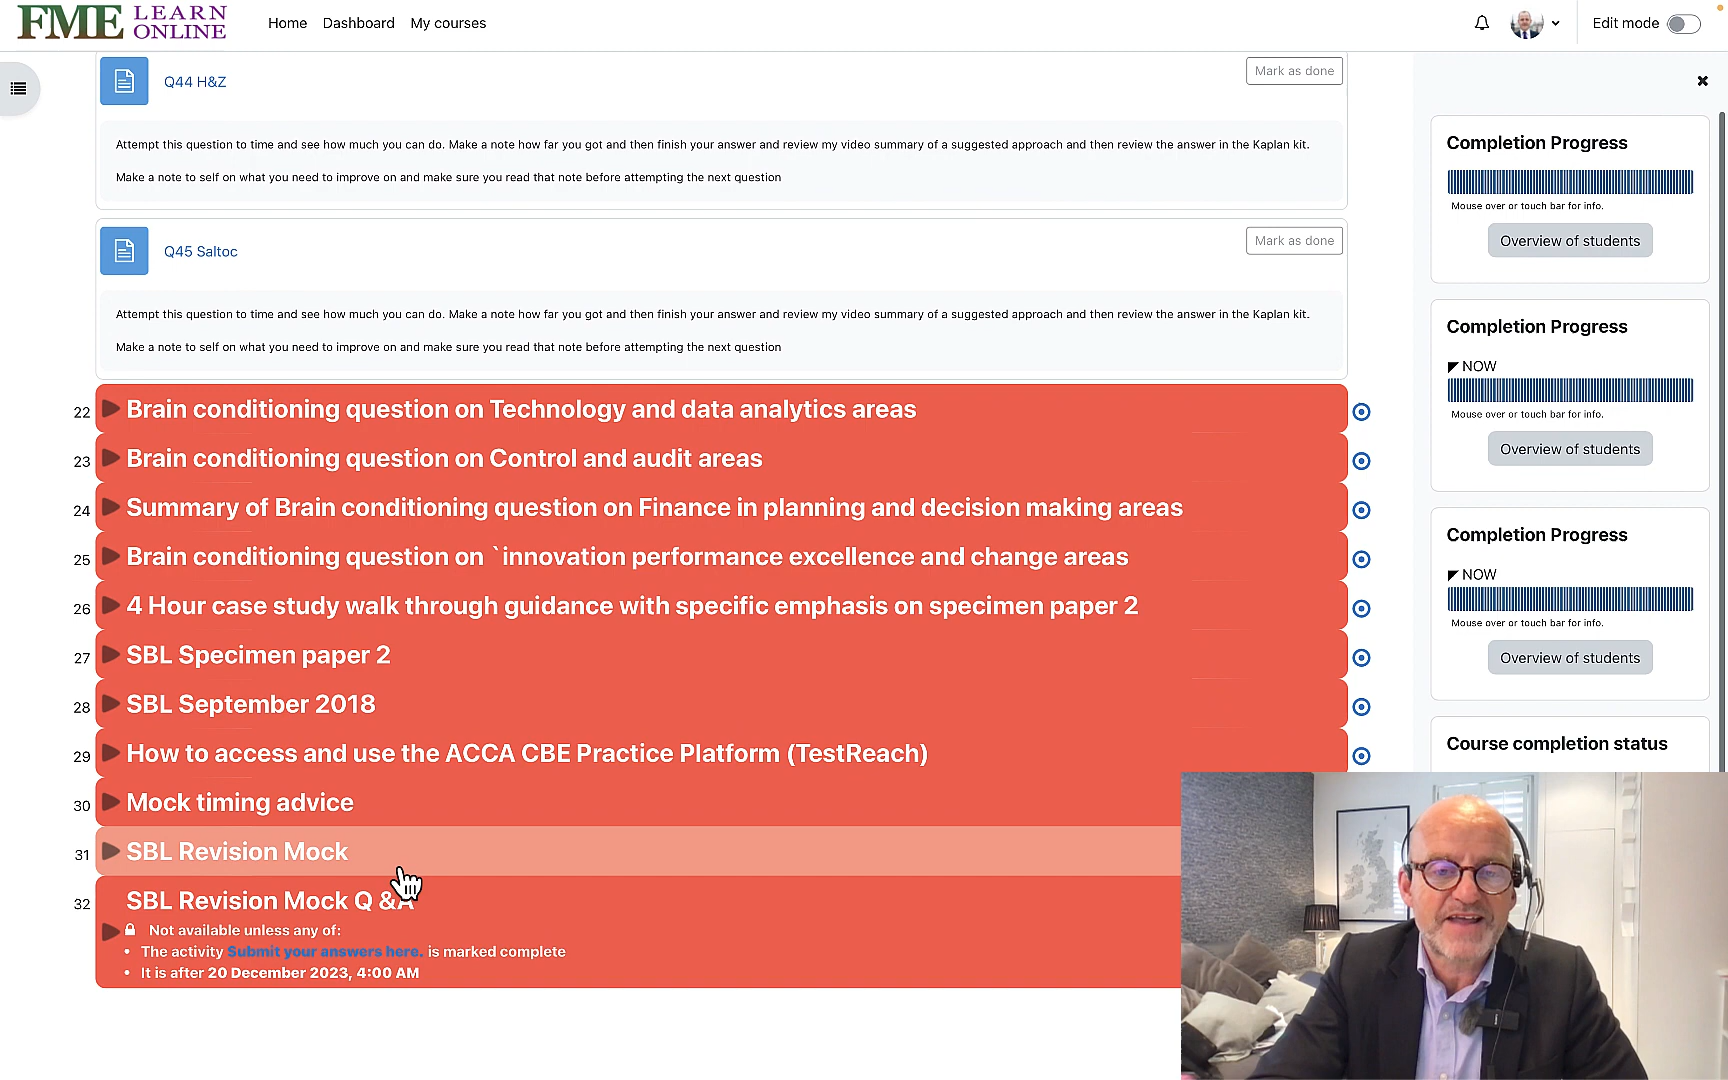 FME LEARN ONLINE
Home Dashboard My courses
Edit mode
Q44 H&Z
Mark as done
Attempt this question to time and see how much you can do. Make a note how far you got and then finish your answer and review my video summary of a suggested approach and then review the answer in the Kaplan kit.
Make a note to self on what you need to improve on and make sure you read that note before attempting the next question
Q45 Saltoc
Mark as done
Attempt this question to time and see how much you can do. Make a note how far you got and then finish your answer and review my video summary of a suggested approach and then review the answer in the Kaplan kit.
Make a note to self on what you need to improve on and make sure you read that note before attempting the next question
22 Brain conditioning question on Technology and data analytics areas
23 Brain conditioning question on Control and audit areas
24 Summary of Brain conditioning question on Finance in planning and decision making areas
25 Brain conditioning question on `innovation performance excellence and change areas
26 4 Hour case study walk through guidance with specific emphasis on specimen paper 2
27 SBL Specimen paper 2
28 SBL September 2018
29 How to access and use the ACCA CBE Practice Platform (TestReach)
30 Mock timing advice
31 SBL Revision Mock
32 SBL Revision Mock Q &A
Not available unless any of:
• The activity Submit your answers here. is marked complete
• It is after 20 December 2023, 4:00 AM
Completion Progress
Mouse over or touch bar for info.
Overview of students
Completion Progress
NOW
Mouse over or touch bar for info.
Overview of students
Completion Progress
NOW
Mouse over or touch bar for info.
Overview of students
Course completion status